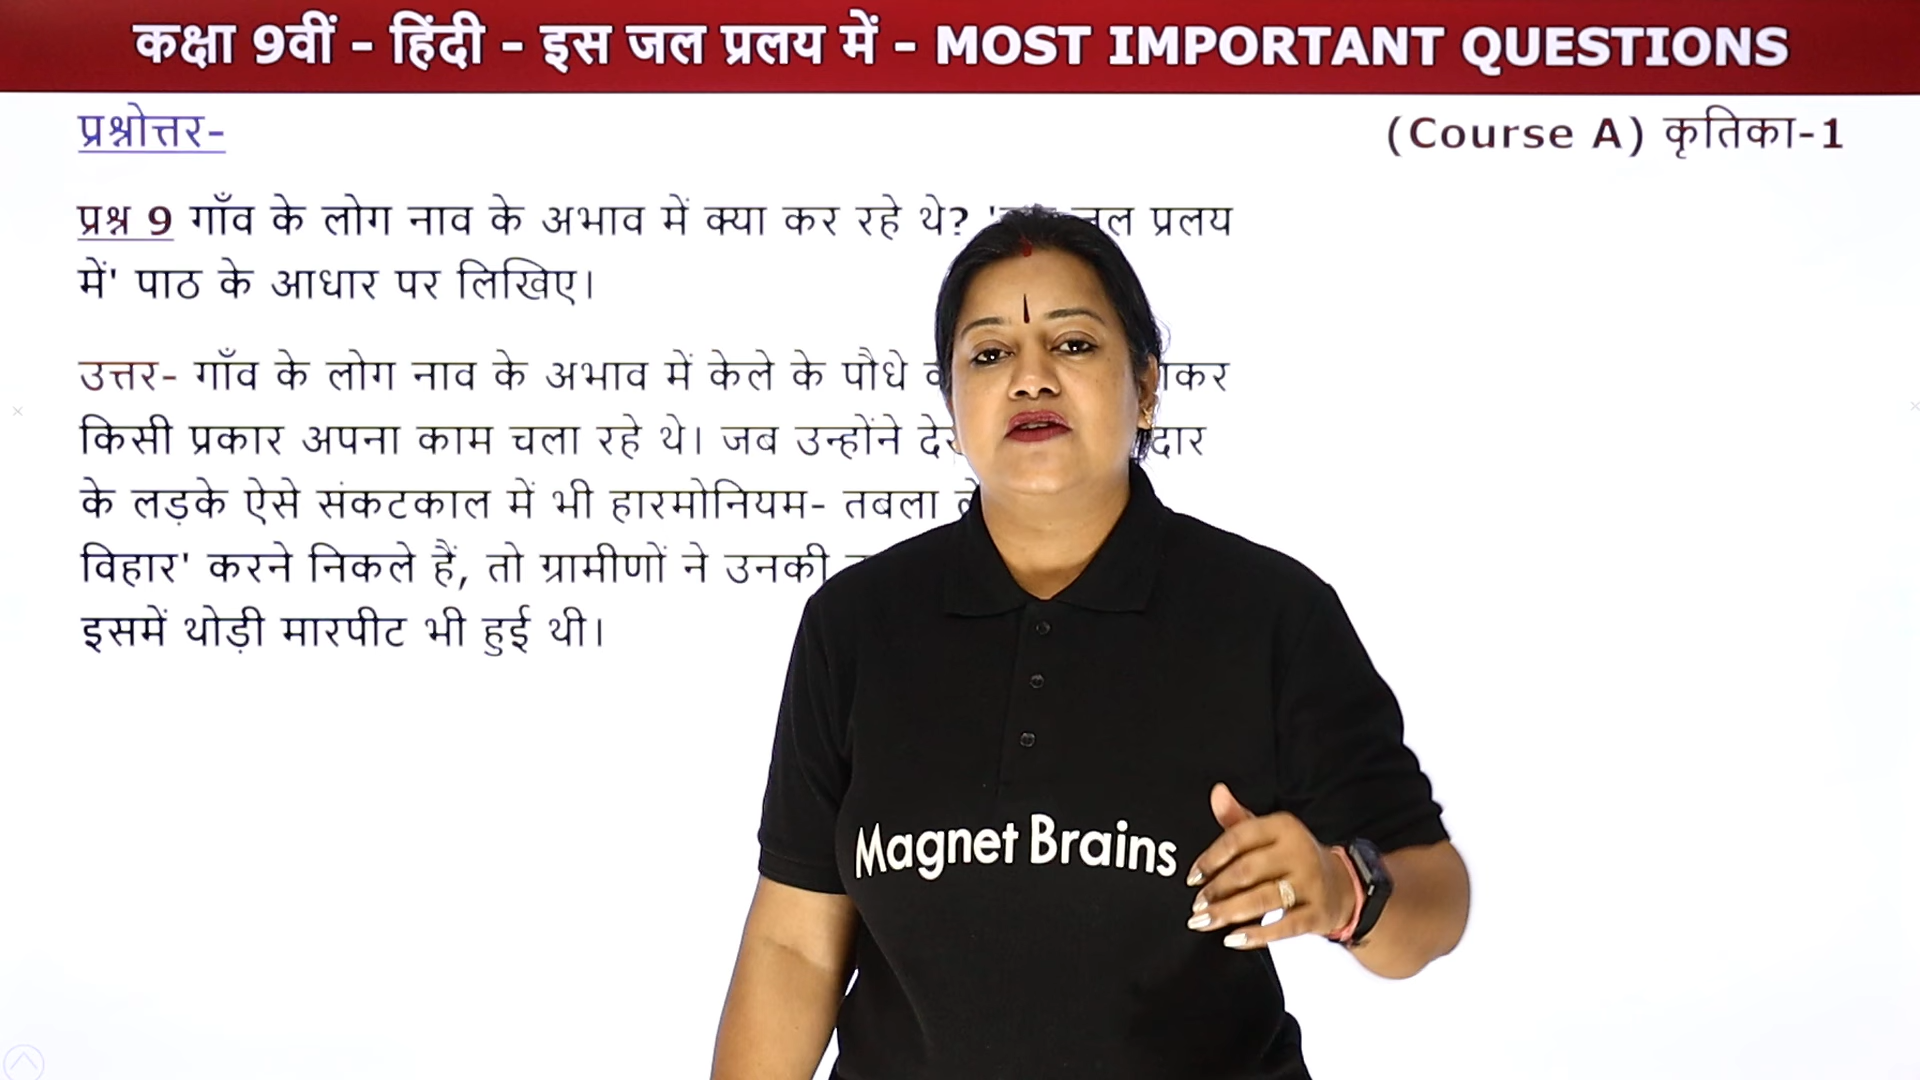 कक्षा 9वीं - हिंदी - इस जल प्रलय में - MOST IMPORTANT QUESTIONS
प्रश्नोत्तर-
(Course A) कृतिका-1
प्रश्न 9 गाँव के लोग नाव के अभाव में क्या कर रहे थे? प्रलय
में' पाठ के आधार पर लिखिए।
उत्तर- गाँव के लोग नाव के अभाव में केले के पौधे
किसी प्रकार अपना काम चला रहे थे। जब उन्होंने
के लड़के ऐसे संकटकाल में भी हारमोनियम- तबला
विहार' करने निकले हैं, तो ग्रामीणों ने उनकी
इसमें थोड़ी मारपीट भी हुई थी।
Magnet Brains